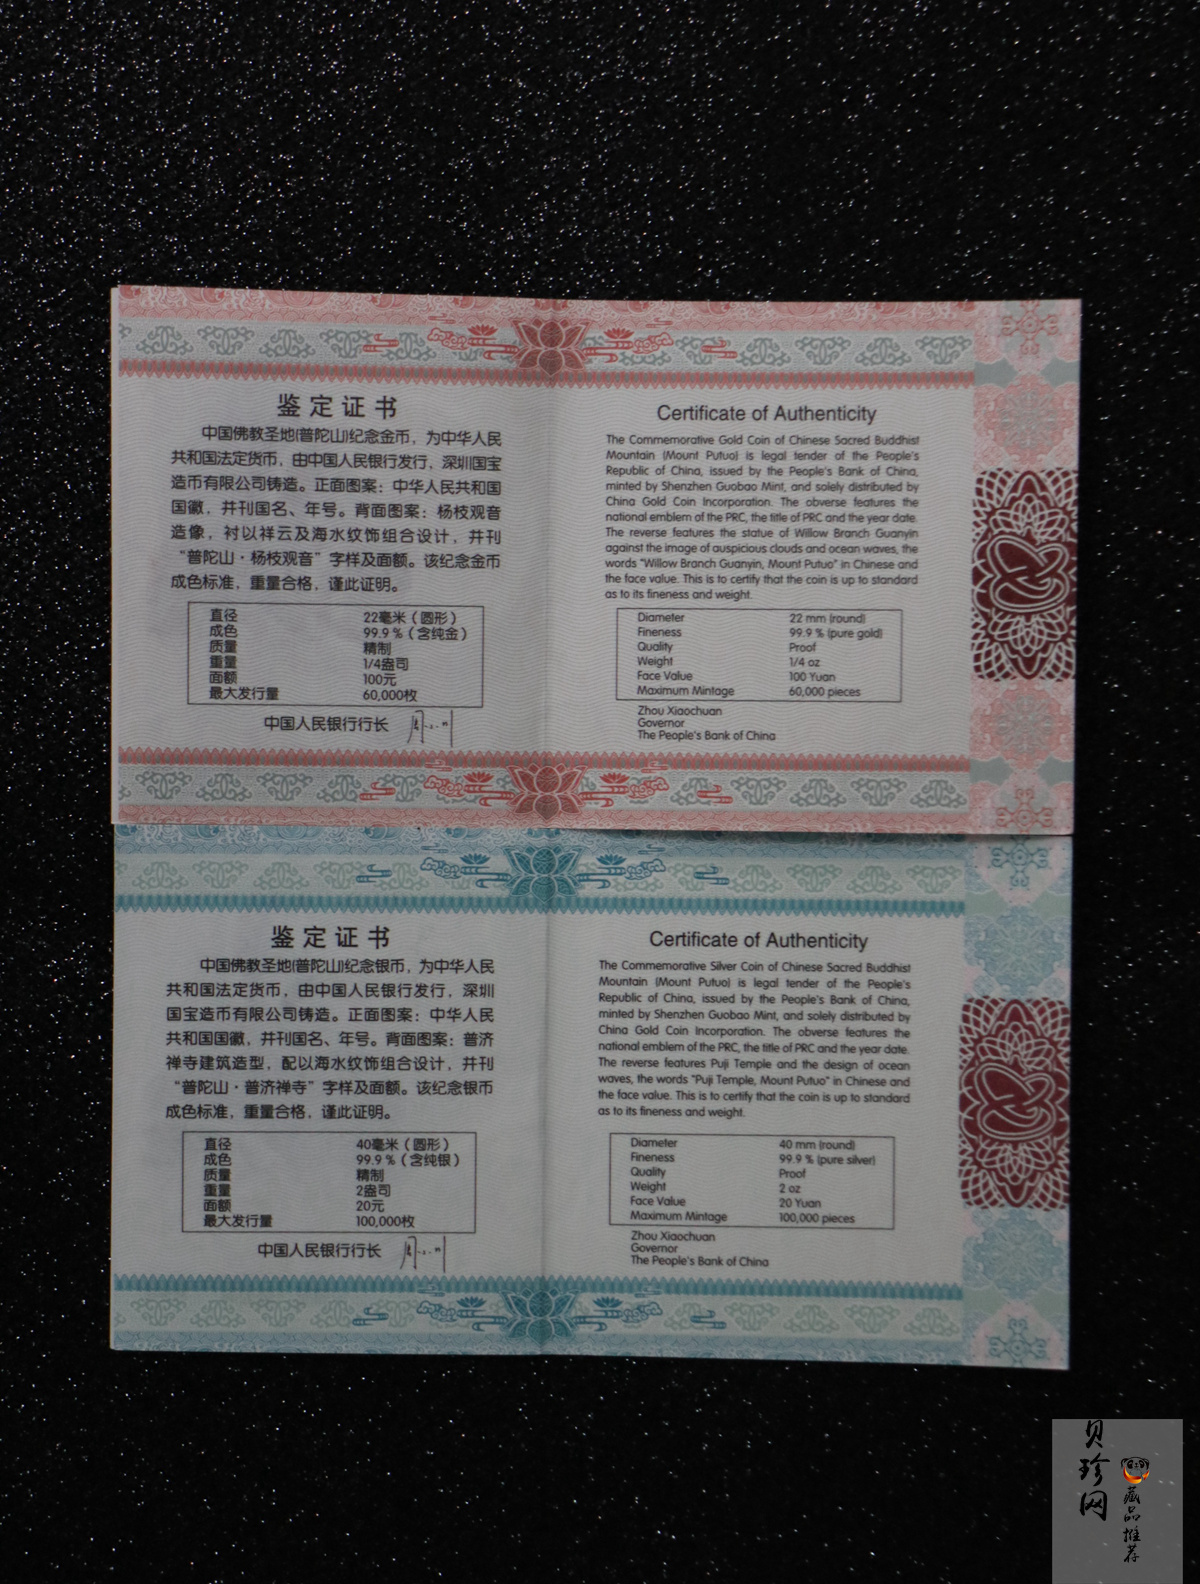 鉴定证书
中国佛教圣地(普陀山)纪念金币，为中华人民
共和国法定货币，由中国人民银行发行，深圳国宝
造币有限公司铸造。正面图案：中华人民共和国
国徽，并刊国名、年号。背面图案：杨枝观音
造像，衬以祥云及海水纹饰组合设计，并刊
“普陀山·杨枝观音”字样及面额。该纪念金币
成色标准，重量合格，谨此证明。
直径 22毫米（圆形）
成色 99.9％（含纯金）
质量 精制
重量 1/4盎司
面额 100元
最大发行量 60,000枚
中国人民银行行长
Certificate of Authenticity
The Commemorative Gold Coin of Chinese Sacred Buddhist
Mountain (Mount Putuo) is legal tender of the People's
Republic of China, issued by the People's Bank of China,
minted by Shenzhen Guobao Mint, and solely distributed by
China Gold Coin Incorporation. The obverse features the
national emblem of the PRC, the title of PRC and the year date.
The reverse features the statue of Willow Branch Guanyin
against the image of auspicious clouds and ocean waves, the
words "Willow Branch Guanyin, Mount Putuo" in Chinese and
the face value. This is to certify that the coin is up to standard
as to its fineness and weight.
Diameter 22 mm (round)
Fineness 99.9 % (pure gold)
Quality Proof
Weight 1/4 oz
Face Value 100 Yuan
Maximum Mintage 60,000 pieces
Zhou Xiaochuan
Governor
The People's Bank of China
鉴定证书
中国佛教圣地(普陀山)纪念银币，为中华人民
共和国法定货币，由中国人民银行发行，深圳
国宝造币有限公司铸造。正面图案：中华人民
共和国国徽，并刊国名、年号。背面图案：普济
禅寺建筑造型，配以海水纹饰组合设计，并刊
“普陀山·普济禅寺”字样及面额。该纪念银币
成色标准，重量合格，谨此证明。
直径 40毫米（圆形）
成色 99.9％（含纯银）
质量 精制
重量 2盎司
面额 20元
最大发行量 100,000枚
中国人民银行行长
Certificate of Authenticity
The Commemorative Silver Coin of Chinese Sacred Buddhist
Mountain (Mount Putuo) is legal tender of the People's
Republic of China, issued by the People's Bank of China,
minted by Shenzhen Guobao Mint, and solely distributed by
China Gold Coin Incorporation. The obverse features the
national emblem of the PRC, the title of PRC and the year date.
The reverse features Puji Temple and the design of ocean
waves, the words "Puji Temple, Mount Putuo" in Chinese and
the face value. This is to certify that the coin is up to standard
as to its fineness and weight.
Diameter 40 mm (round)
Fineness 99.9 % (pure silver)
Quality Proof
Weight 2 oz
Face Value 20 Yuan
Maximum Mintage 100,000 pieces
Zhou Xiaochuan
Governor
The People's Bank of China
贝珍网
藏品推荐